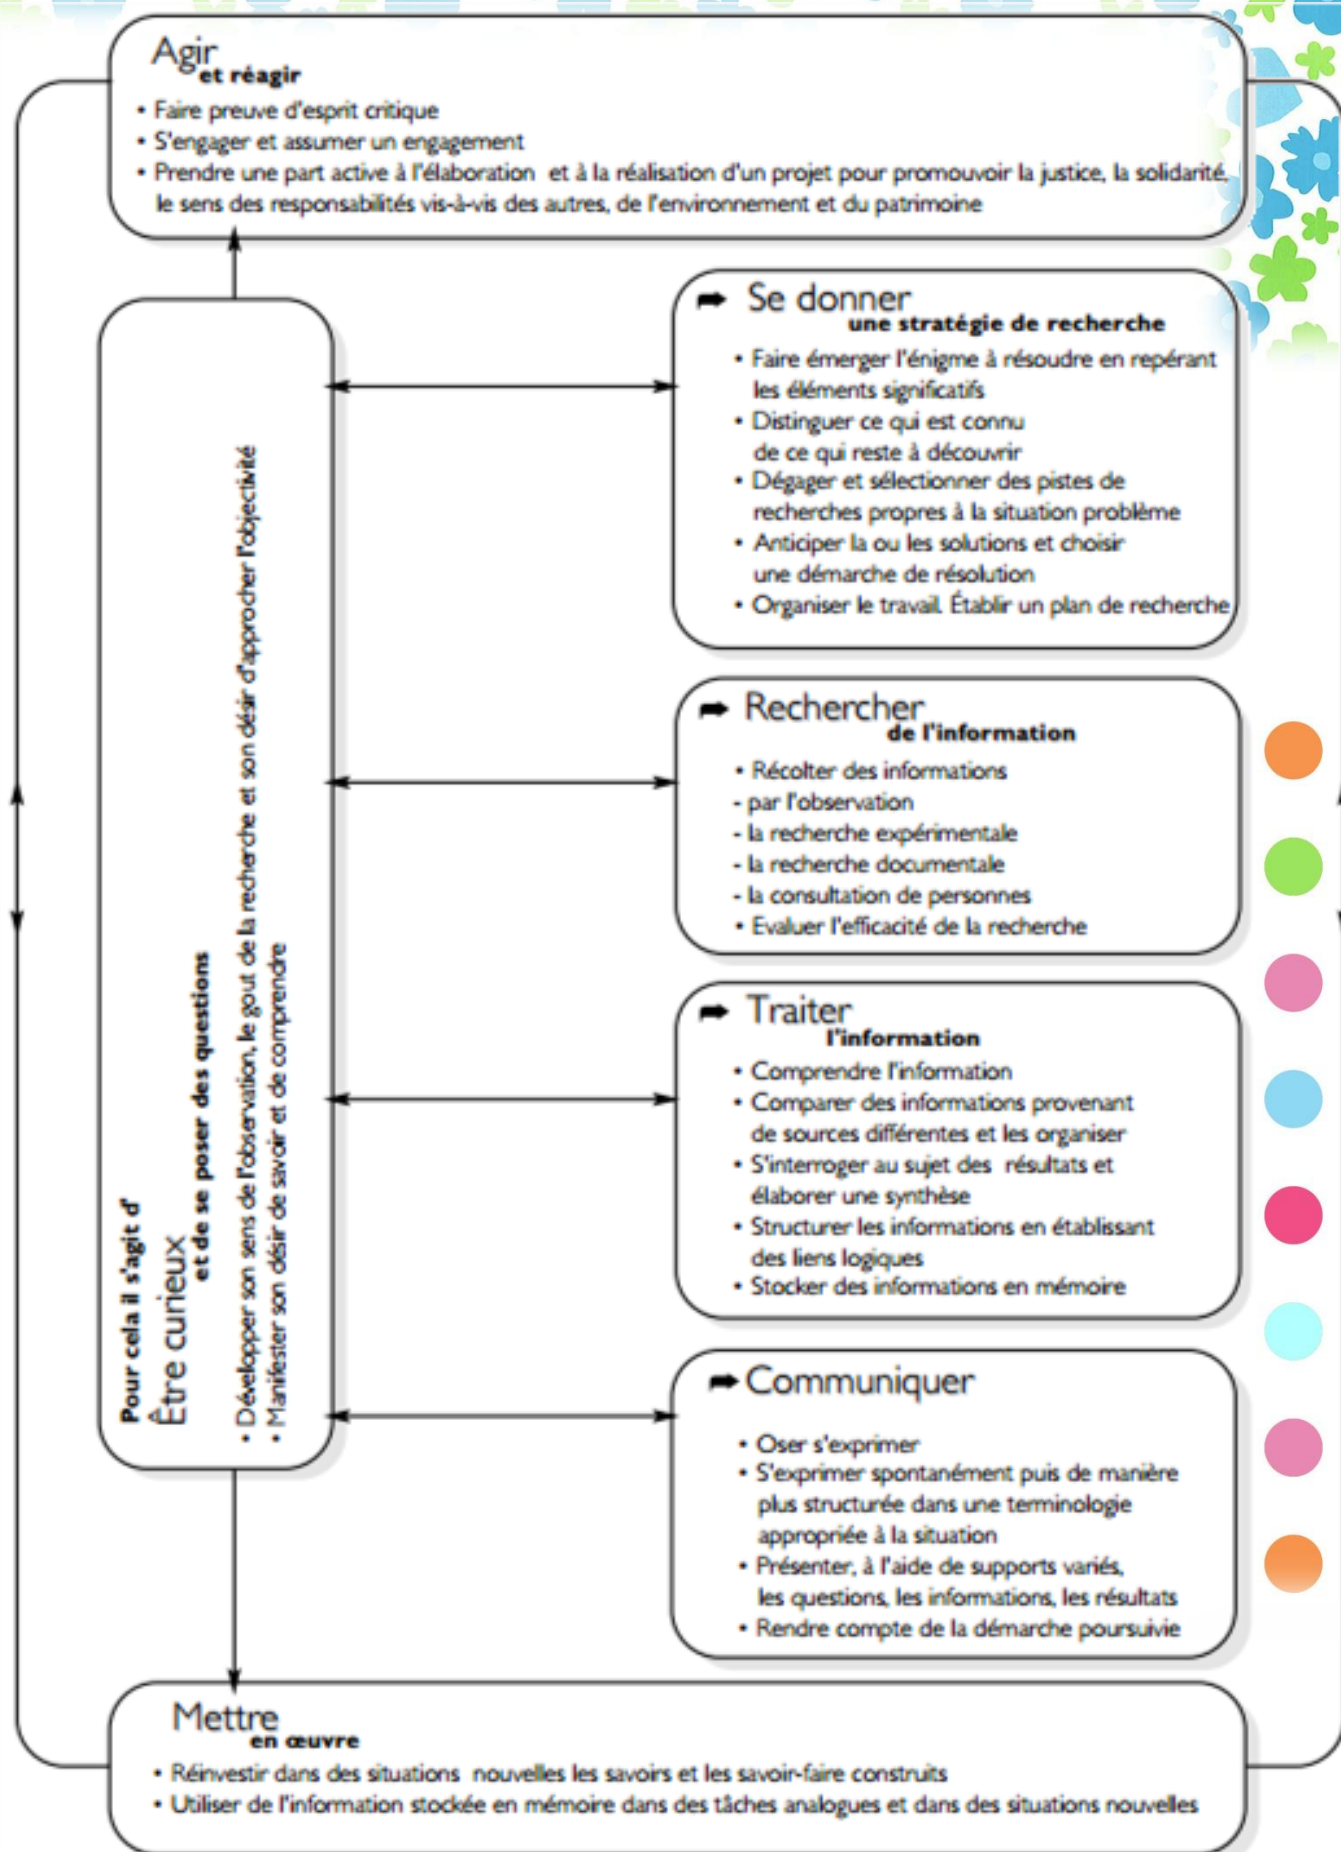 Agir
et réagir
• Faire preuve d'esprit critique
• S'engager et assumer un engagement
• Prendre une part active à l'élaboration et à la réalisation d'un projet pour promouvoir la justice, la solidarité,
le sens des responsabilités vis-à-vis des autres, de l'environnement et du patrimoine
Pour cela il s'agit d'
Être curieux
et de se poser des questions
• Développer son sens de l'observation, le gout de la recherche et son désir d'approcher l'objectivité
• Manifester son désir de savoir et de comprendre
➡ Se donner
une stratégie de recherche
• Faire émerger l'énigme à résoudre en repérant
les éléments significatifs
• Distinguer ce qui est connu
de ce qui reste à découvrir
• Dégager et sélectionner des pistes de
recherches propres à la situation problème
• Anticiper la ou les solutions et choisir
une démarche de résolution
• Organiser le travail. Établir un plan de recherche
➡ Rechercher
de l'information
• Récolter des informations
- par l'observation
- la recherche expérimentale
- la recherche documentale
- la consultation de personnes
• Evaluer l'efficacité de la recherche
➡ Traiter
l'information
• Comprendre l'information
• Comparer des informations provenant
de sources différentes et les organiser
• S'interroger au sujet des résultats et
élaborer une synthèse
• Structurer les informations en établissant
des liens logiques
• Stocker des informations en mémoire
➡ Communiquer
• Oser s'exprimer
• S'exprimer spontanément puis de manière
plus structurée dans une terminologie
appropriée à la situation
• Présenter, à l'aide de supports variés,
les questions, les informations, les résultats
• Rendre compte de la démarche poursuivie
Mettre
en œuvre
• Réinvestir dans des situations nouvelles les savoirs et les savoir-faire construits
• Utiliser de l'information stockée en mémoire dans des tâches analogues et dans des situations nouvelles